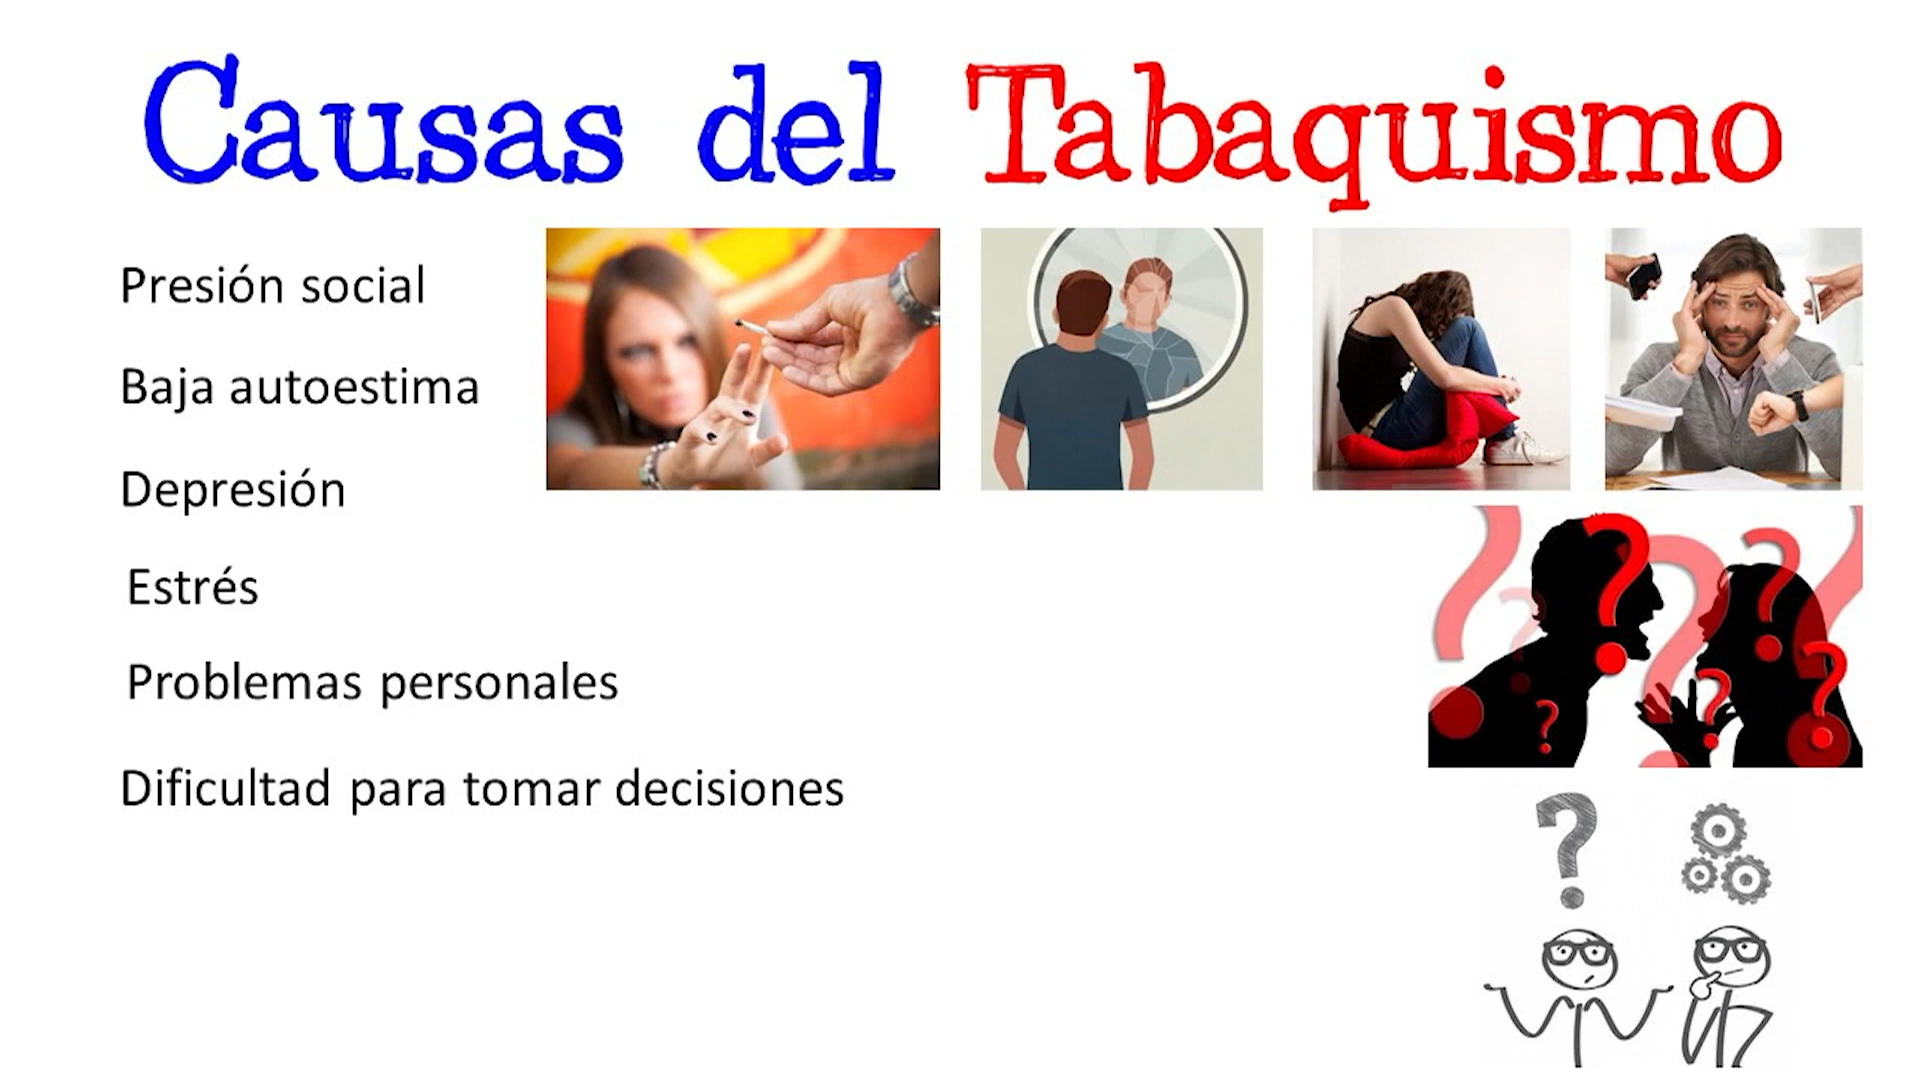 Causas del Tabaquismo
Presión social
Baja autoestima
Depresión
Estrés
Problemas personales
Dificultad para tomar decisiones